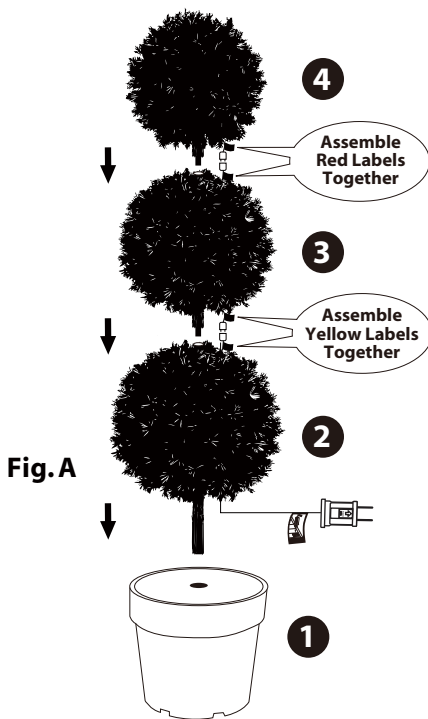 4
Assemble
Red Labels
Together
3
Assemble
Yellow Labels
Together
2
Fig. A
1